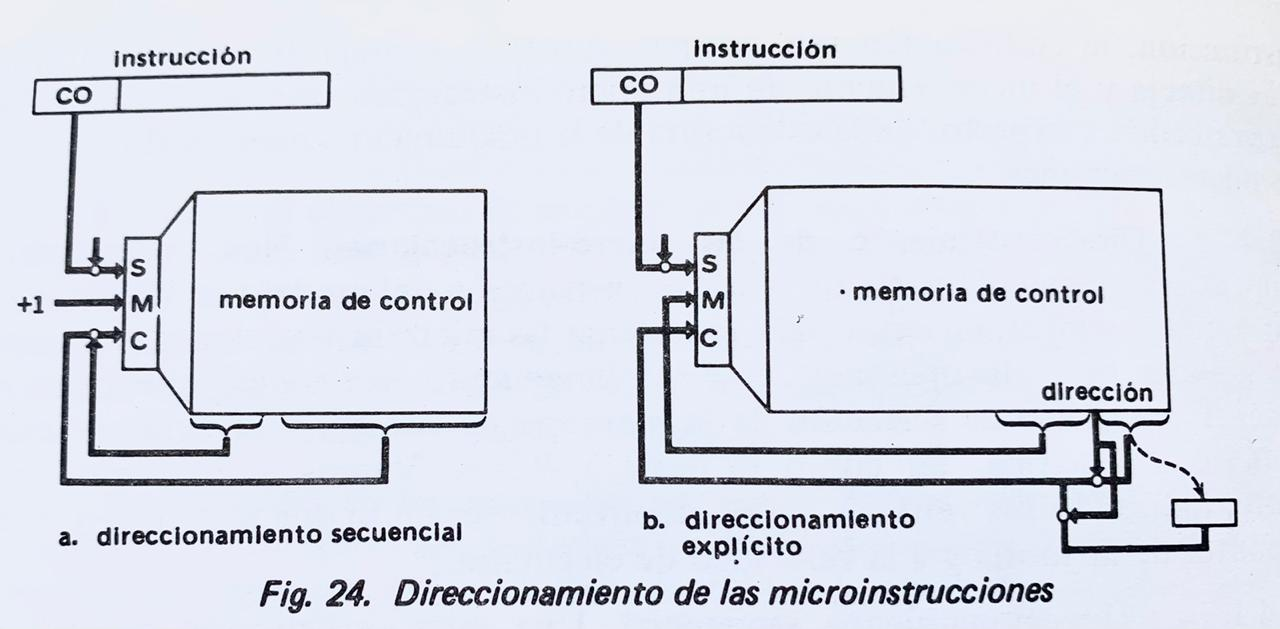 instrucción
CO
S
+1 M
C
memoria de control
a. direccionamiento secuencial
instrucción
CO
S
M
C
memoria de control
dirección
b. direccionamiento
explícito
Fig. 24. Direccionamiento de las microinstrucciones